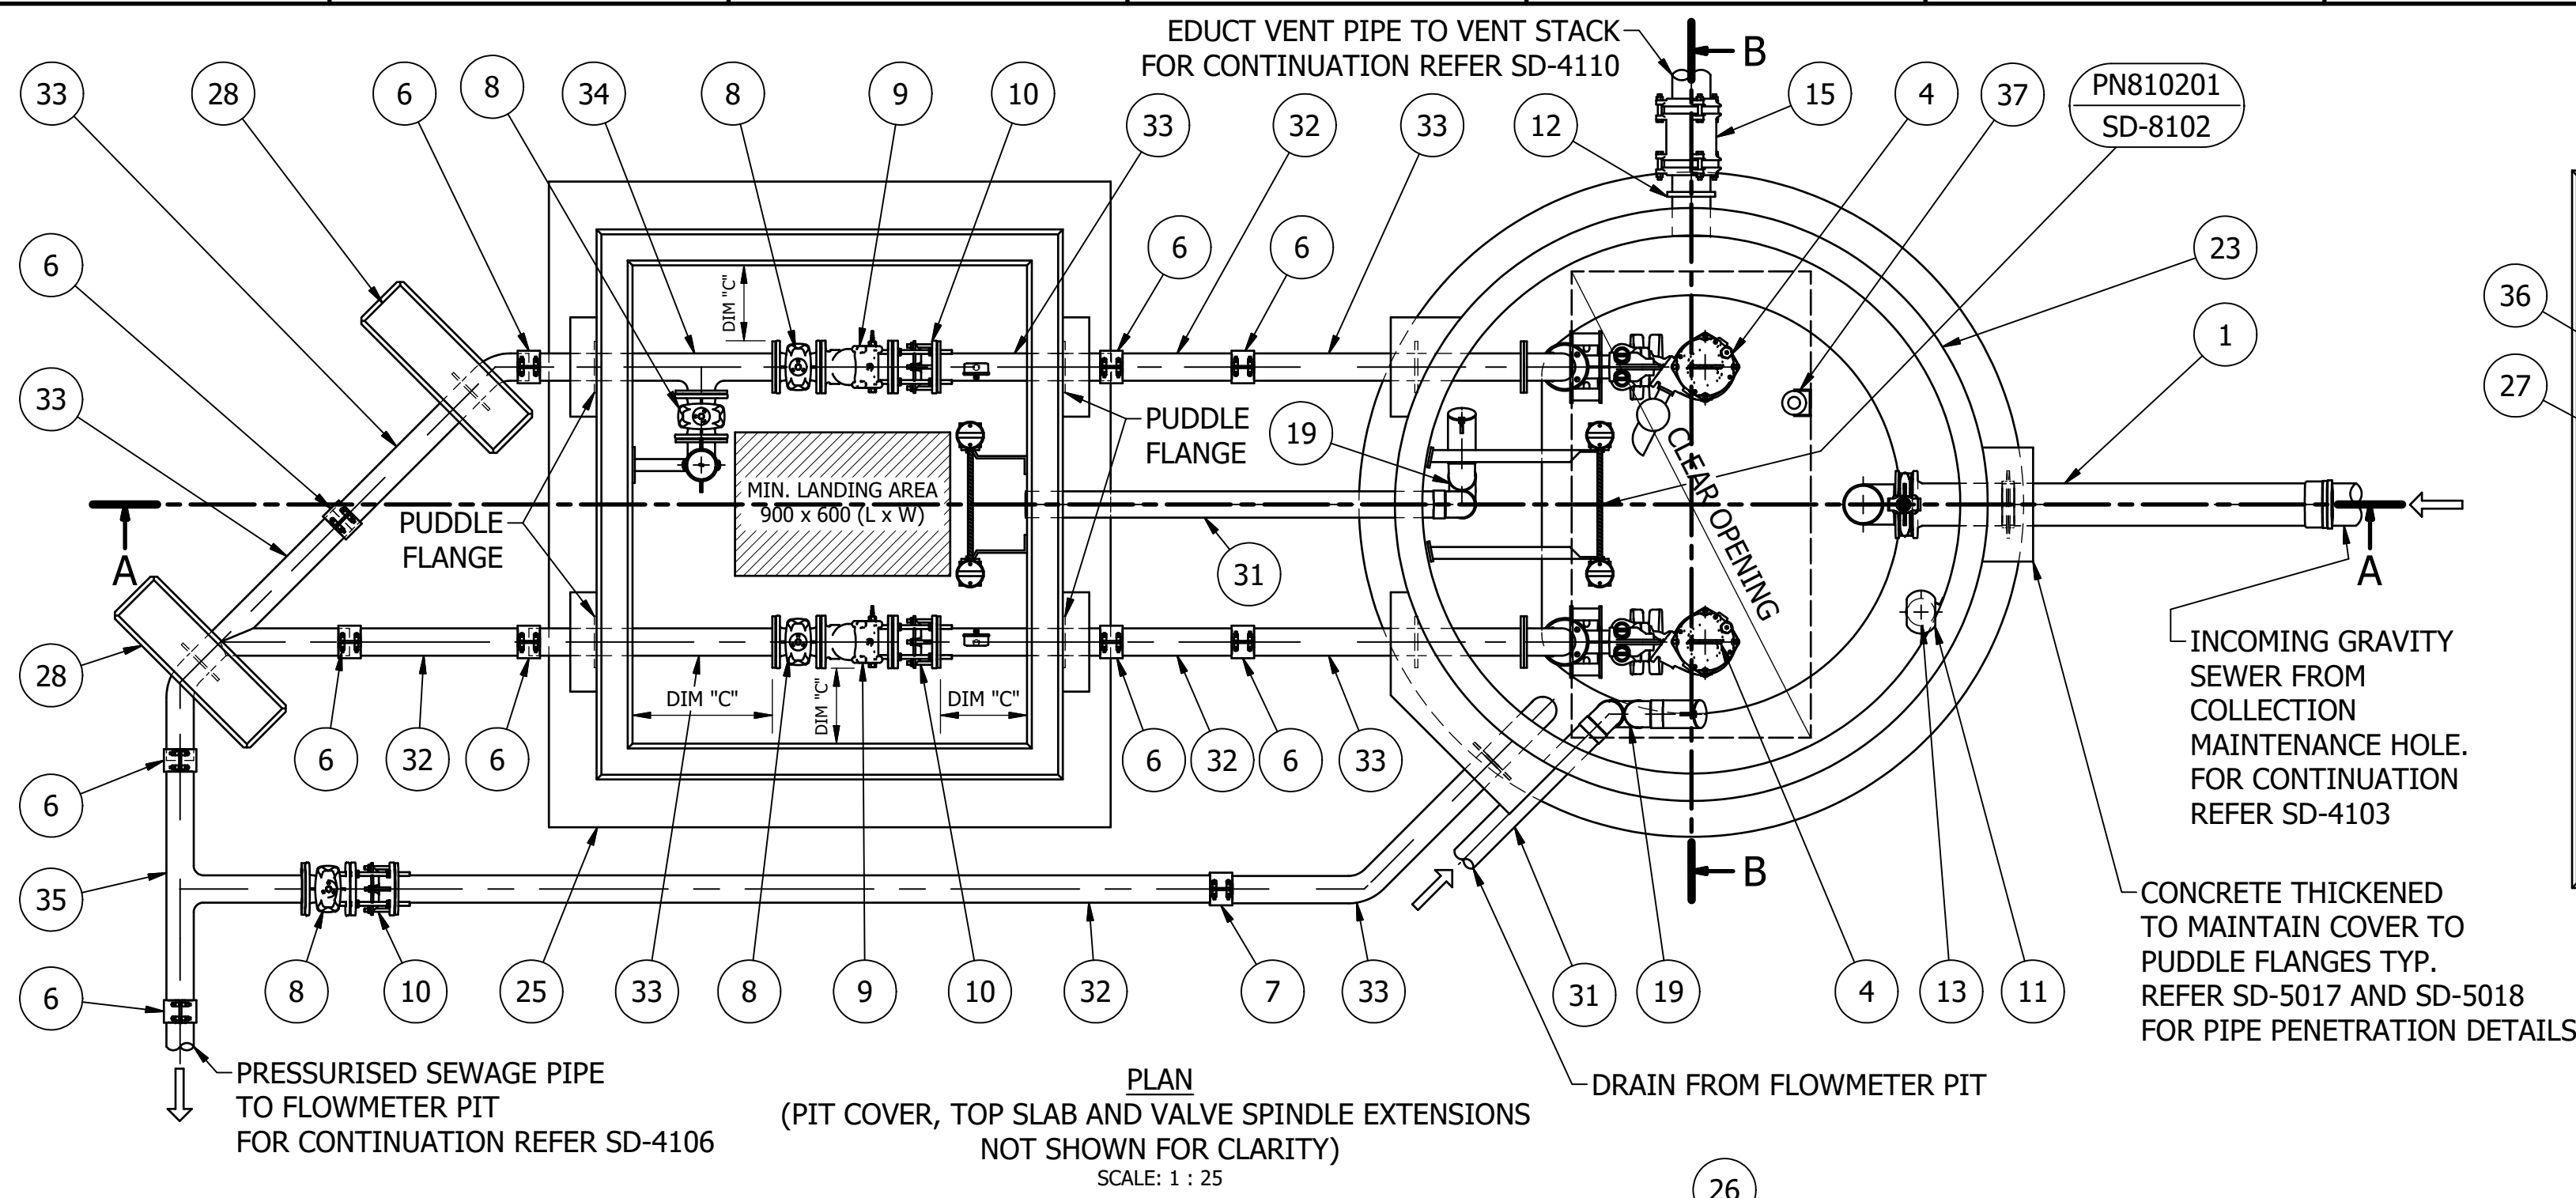 EDUCT VENT PIPE TO VENT STACK
FOR CONTINUATION REFER SD-4110
B
33
28
6
8
34
8
9
10
33
32
33
12
15
4
37
PN810201
SD-8102
6
6
6
23
1
36
27
33
19
DIM "C"
PUDDLE
FLANGE
MIN. LANDING AREA
900 x 600 (L x W)
CLEAR OPENING
PUDDLE
FLANGE
A
31
A
INCOMING GRAVITY
SEWER FROM
COLLECTION
MAINTENANCE HOLE.
FOR CONTINUATION
REFER SD-4103
28
DIM "C"
DIM "C"
DIM "C"
6
32
6
6
32
6
33
6
B
35
CONCRETE THICKENED
TO MAINTAIN COVER TO
PUDDLE FLANGES TYP.
REFER SD-5017 AND SD-5018
FOR PIPE PENETRATION DETAILS
6
8
10
25
33
8
9
10
32
7
33
31
19
4
13
11
PRESSURISED SEWAGE PIPE
TO FLOWMETER PIT
FOR CONTINUATION REFER SD-4106
DRAIN FROM FLOWMETER PIT
PLAN
(PIT COVER, TOP SLAB AND VALVE SPINDLE EXTENSIONS
NOT SHOWN FOR CLARITY)
SCALE: 1 : 25
26